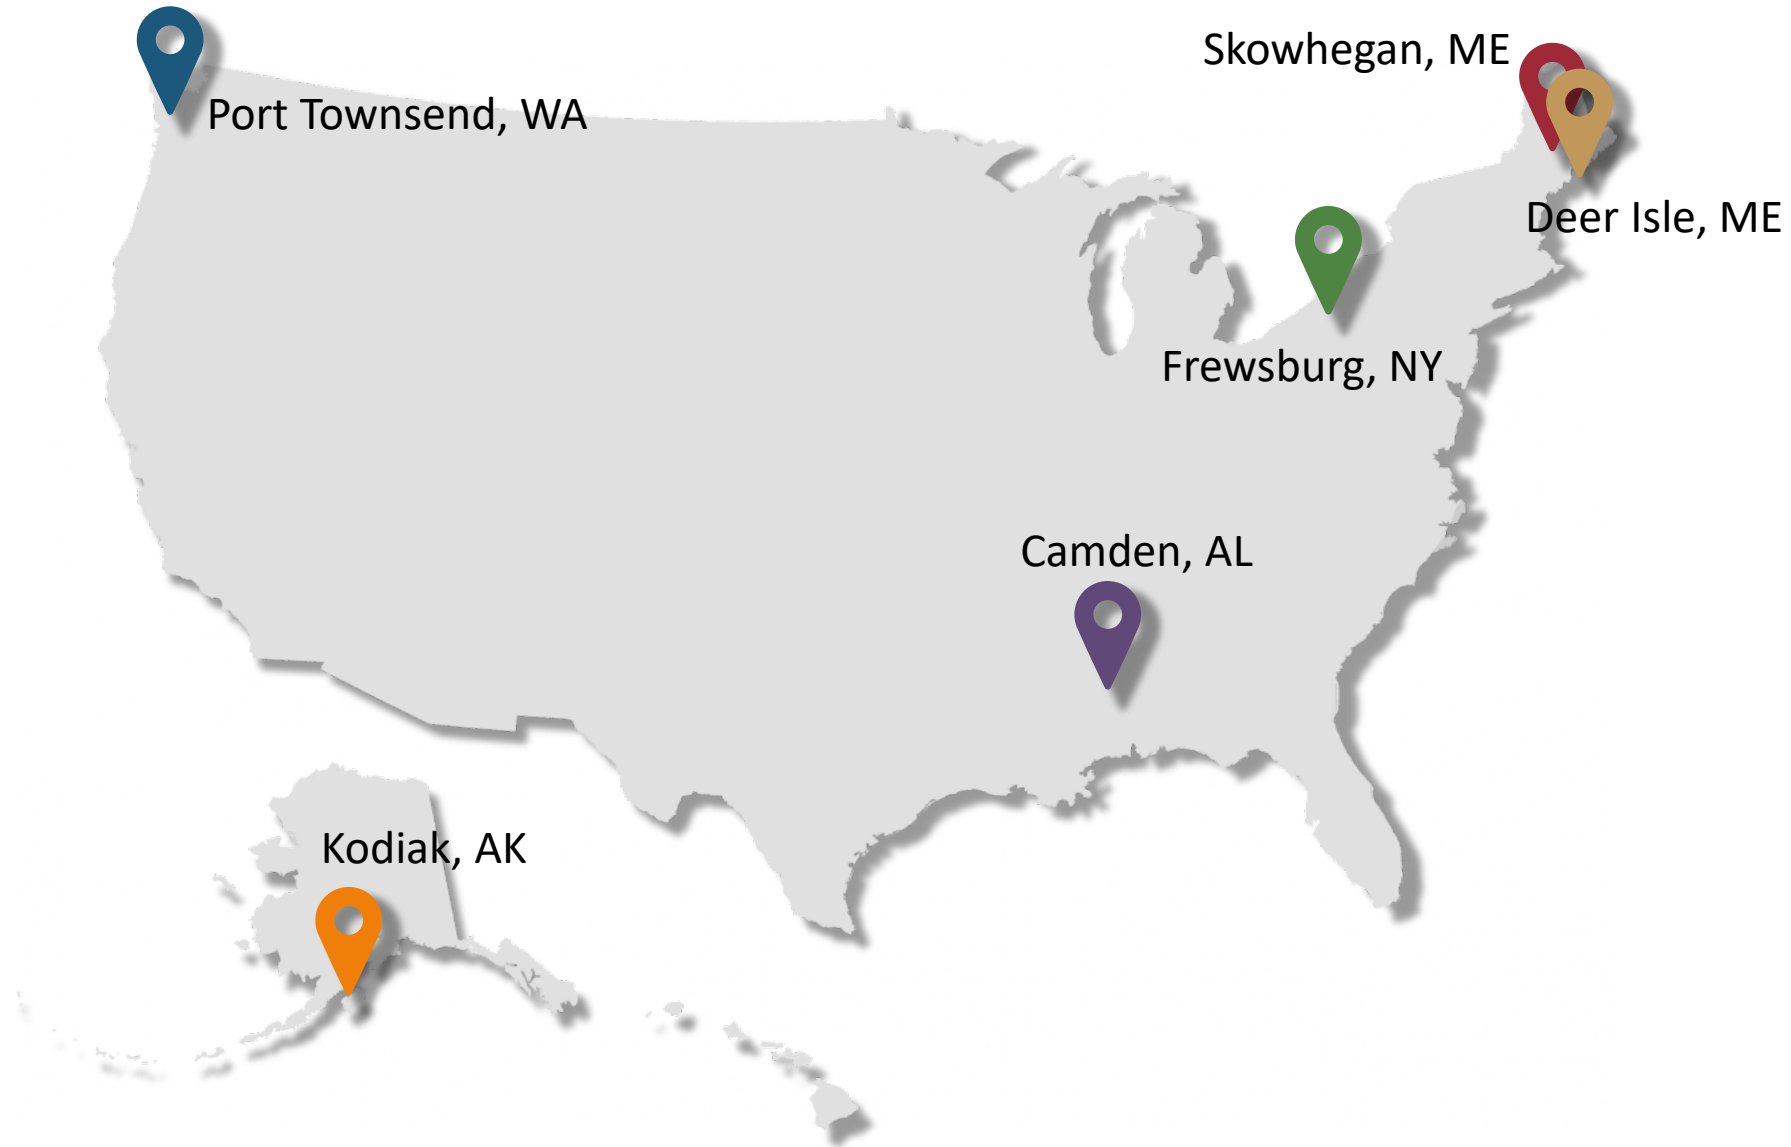 Skowhegan, ME
Port Townsend, WA
Deer Isle, ME
Frewsburg, NY
Camden, AL
Kodiak, AK